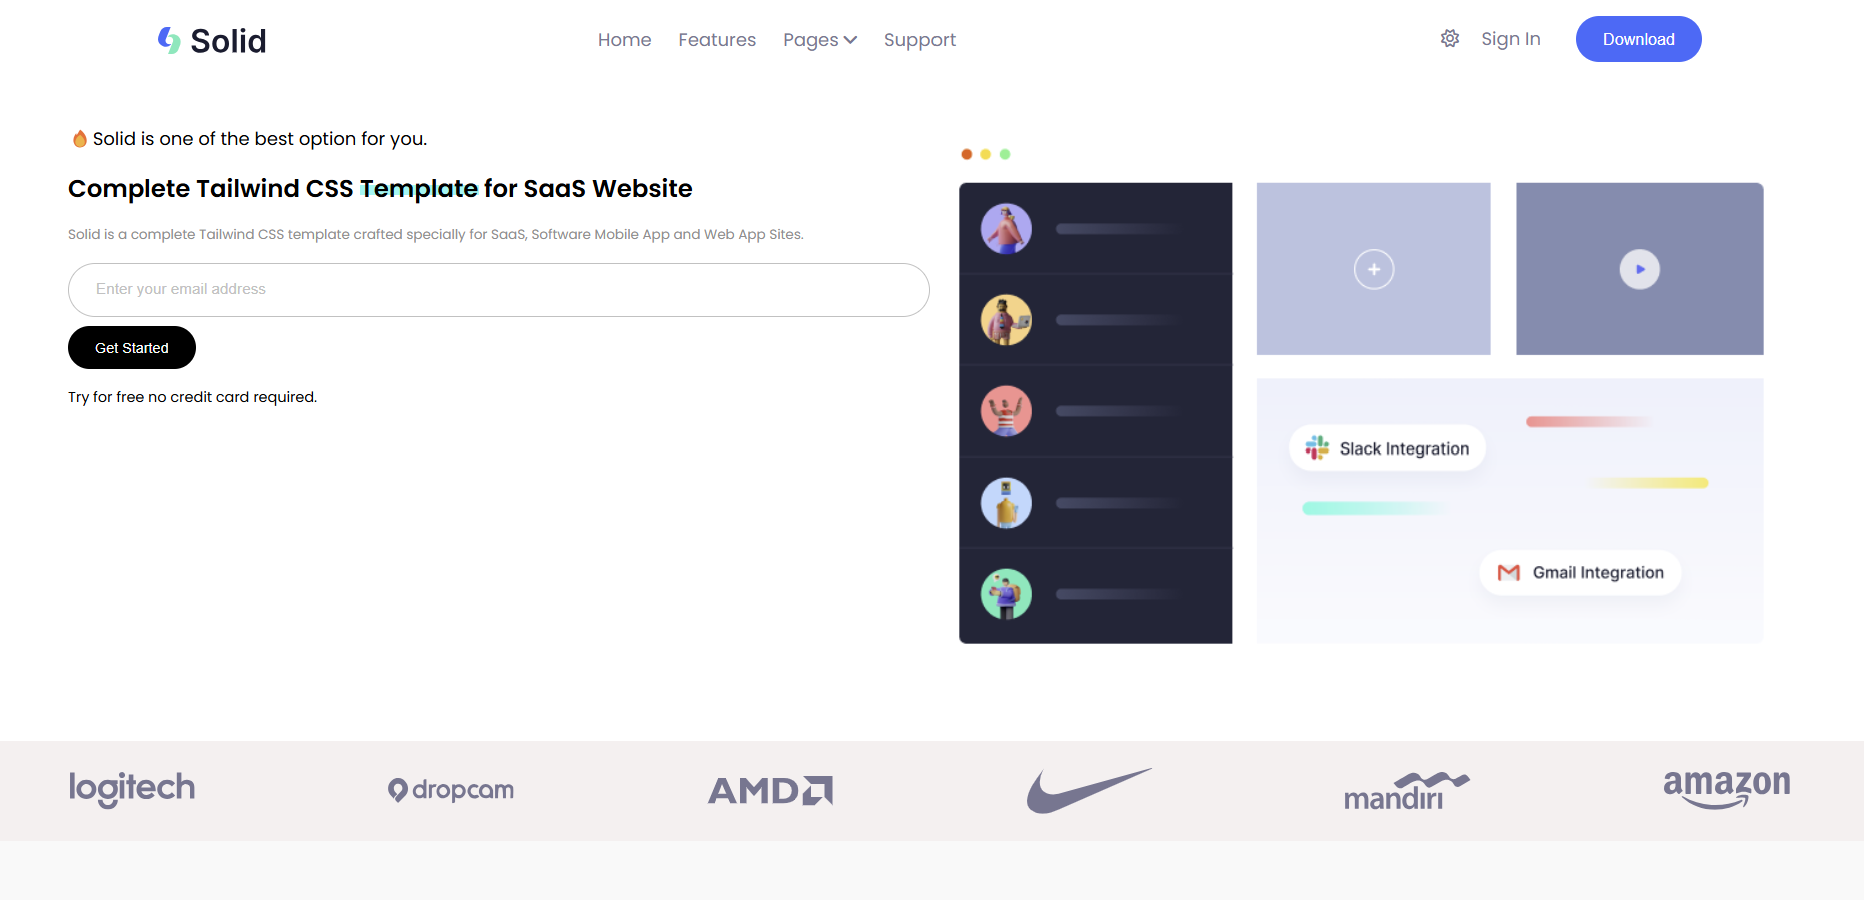 Solid
Home Features Pages Support
Sign In Download
Solid is one of the best option for you.
Complete Tailwind CSS Template for SaaS Website
Solid is a complete Tailwind CSS template crafted specially for SaaS, Software Mobile App and Web App Sites.
Enter your email address
Get Started
Try for free no credit card required.
Slack Integration
Gmail Integration
logitech dropcam AMD mandiri amazon